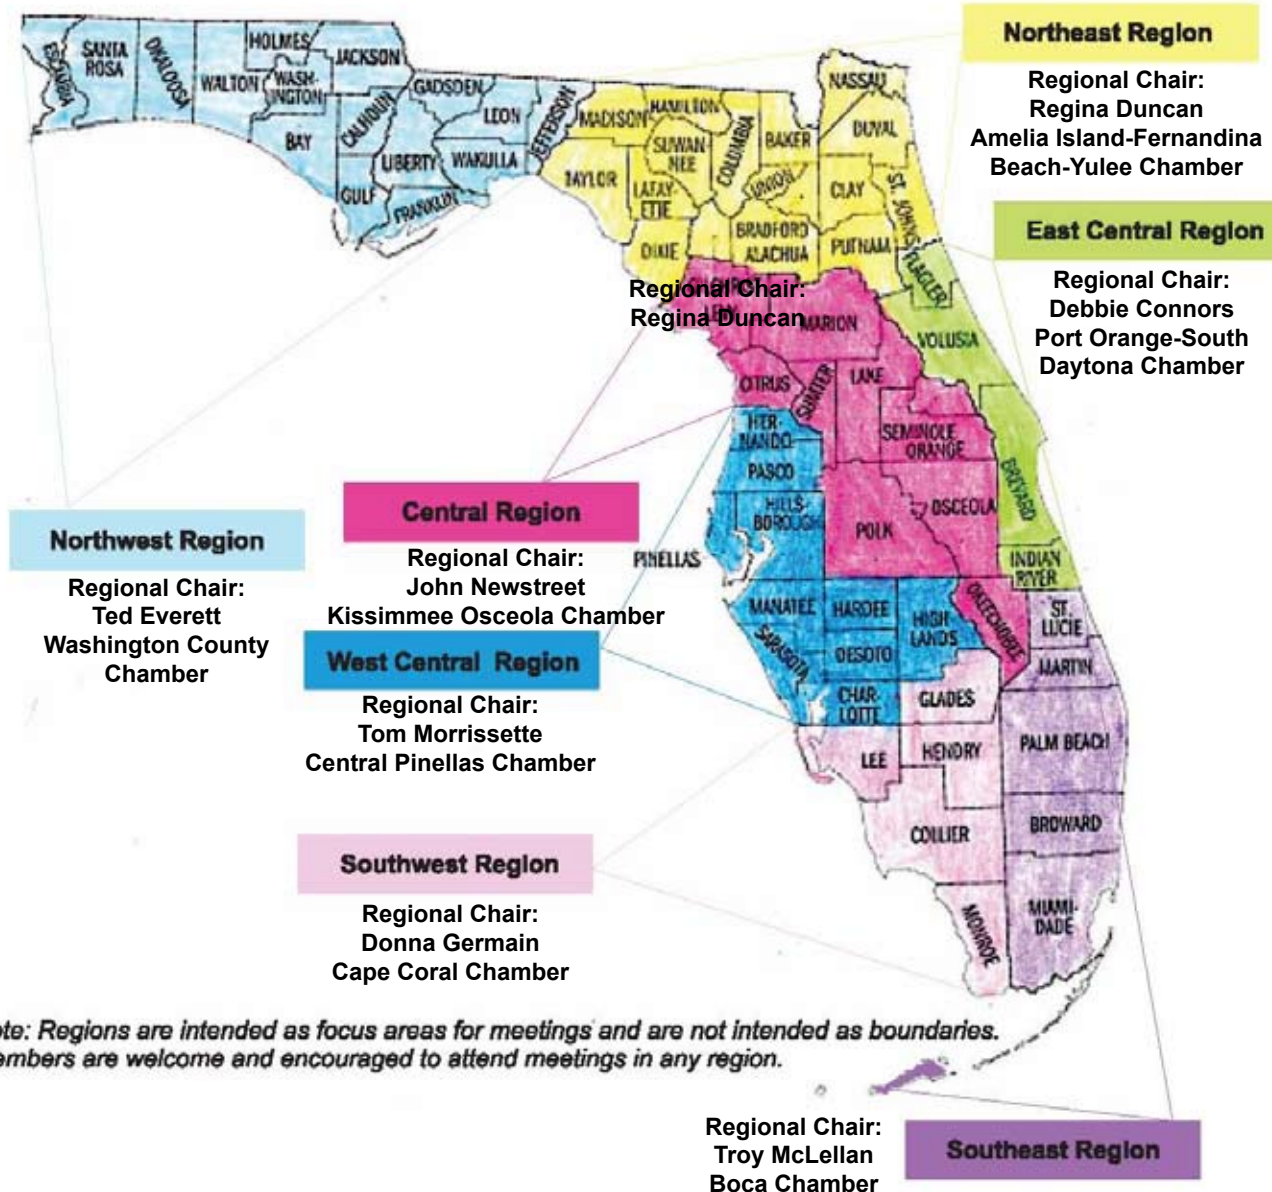 Northeast Region
Regional Chair:
Regina Duncan
Amelia Island-Fernandina
Beach-Yulee Chamber
East Central Region
Regional Chair:
Debbie Connors
Port Orange-South
Daytona Chamber
ESCAMBIA
SANTA
ROSA
OKALOOSA
WALTON
HOLMES
WASH-
INGTON
JACKSON
BAY
CALHOUN
GULF
GADSDEN
LIBERTY
FRANKLIN
LEON
WAKULLA
JEFFERSON
MADISON
TAYLOR
HAMILTON
SUWAN-
NEE
LAFAY-
ETTE
DIXIE
COLUMBIA
BAKER
UNION
BRADFORD
ALACHUA
NASSAU
DUVAL
CLAY
ST. JOHNS
PUTNAM
FLAGLER
VOLUSIA
Regional Chair:
Regina Duncan
LEVY
MARION
CITRUS
SUMTER
LAKE
SEMINOLE
ORANGE
HER-
NANDO
PASCO
HILLS-
BOROUGH
PINELLAS
POLK
OSCEOLA
BREVARD
INDIAN
RIVER
MANATEE
HARDEE
HIGH
LANDS
OKEECHOBEE
ST.
LUCIE
SARASOTA
DESOTO
MARTIN
CHAR-
LOTTE
GLADES
LEE
HENDRY
PALM BEACH
COLLIER
BROWARD
MONROE
MIAMI-
DADE
Northwest Region
Regional Chair:
Ted Everett
Washington County
Chamber
Central Region
Regional Chair:
John Newstreet
Kissimmee Osceola Chamber
West Central Region
Regional Chair:
Tom Morrissette
Central Pinellas Chamber
Southwest Region
Regional Chair:
Donna Germain
Cape Coral Chamber
ote: Regions are intended as focus areas for meetings and are not intended as boundaries.
embers are welcome and encouraged to attend meetings in any region.
Regional Chair:
Troy McLellan
Boca Chamber
Southeast Region